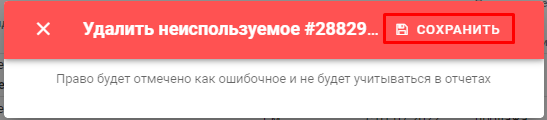 Удалить неиспользуемое #28829... СОХРАНИТЬ
Право будет отмечено как ошибочное и не будет учитываться в отчетах